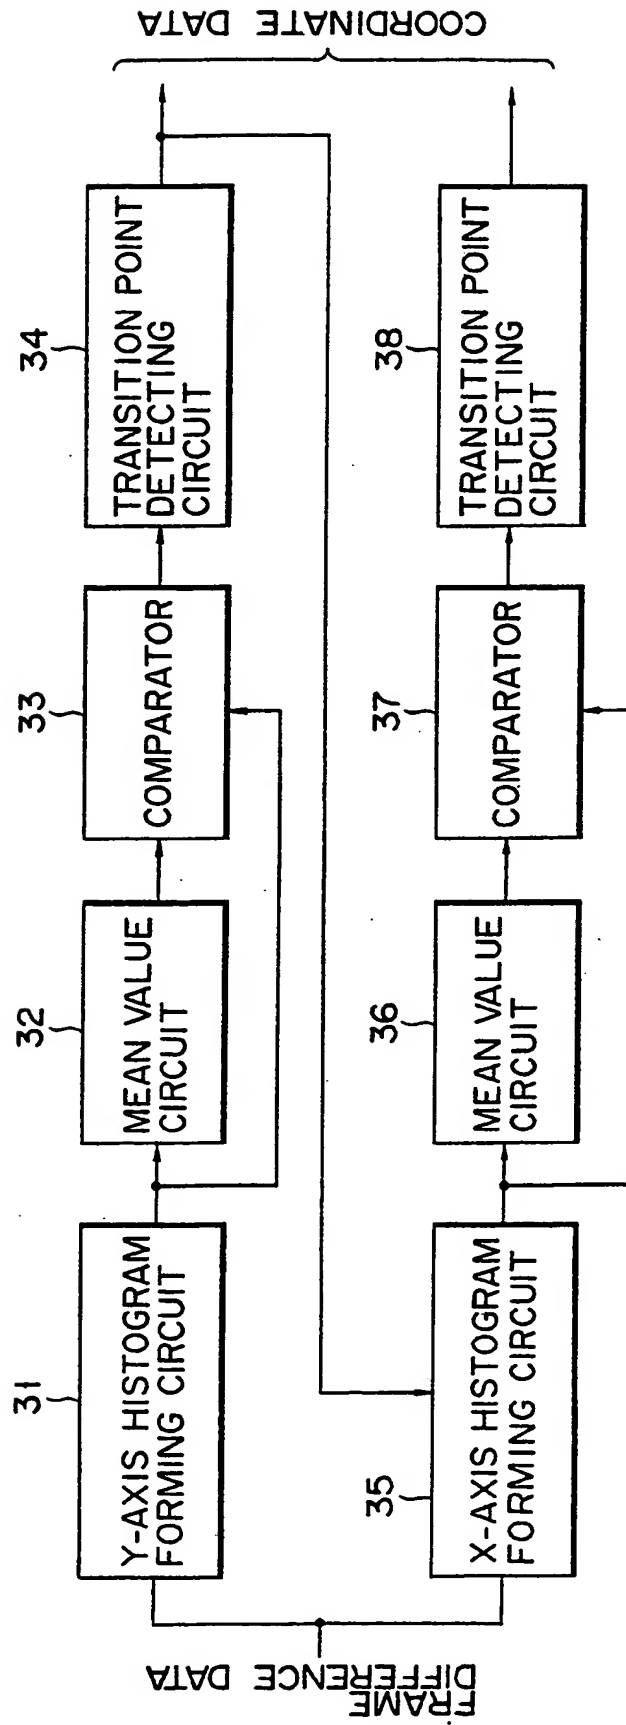 FRAME
DIFFERENCE DATA
31
Y-AXIS HISTOGRAM
FORMING CIRCUIT
32
MEAN VALUE
CIRCUIT
33
COMPARATOR
34
TRANSITION POINT
DETECTING
CIRCUIT
35
X-AXIS HISTOGRAM
FORMING CIRCUIT
36
MEAN VALUE
CIRCUIT
37
COMPARATOR
38
TRANSITION POINT
DETECTING
CIRCUIT
COORDINATE DATA